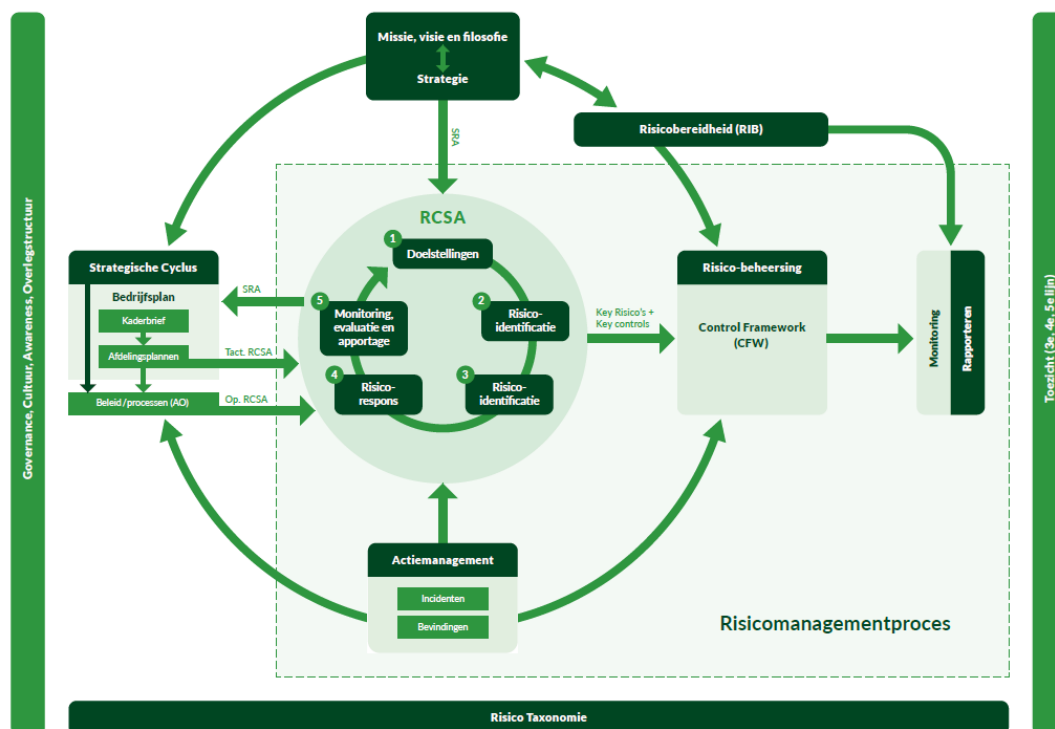 Missie, visie en filosofie
Strategie
SRA
Risicobereidheid (RIB)
Governance, Cultuur, Awareness, Overlegstructuur
Toezicht (3e, 4e, 5e lijn)
RCSA
1
Doelstellingen
2
Risico-
identificatie
3
Risico-
identificatie
4
Risico-
respons
5
Monitoring,
evaluatie en
apportage
Strategische Cyclus
Bedrijfsplan
Kaderbrief
Afdelingsplannen
Beleid/processen (AO)
SRA
Tact. RCSA
Op. RCSA
Key Risico's +
Key controls
Risico-beheersing
Control Framework
(CFW)
Monitoring
Rapporteren
Actiemanagement
Incidenten
Bevindingen
Risicomanagementproces
Risico Taxonomie